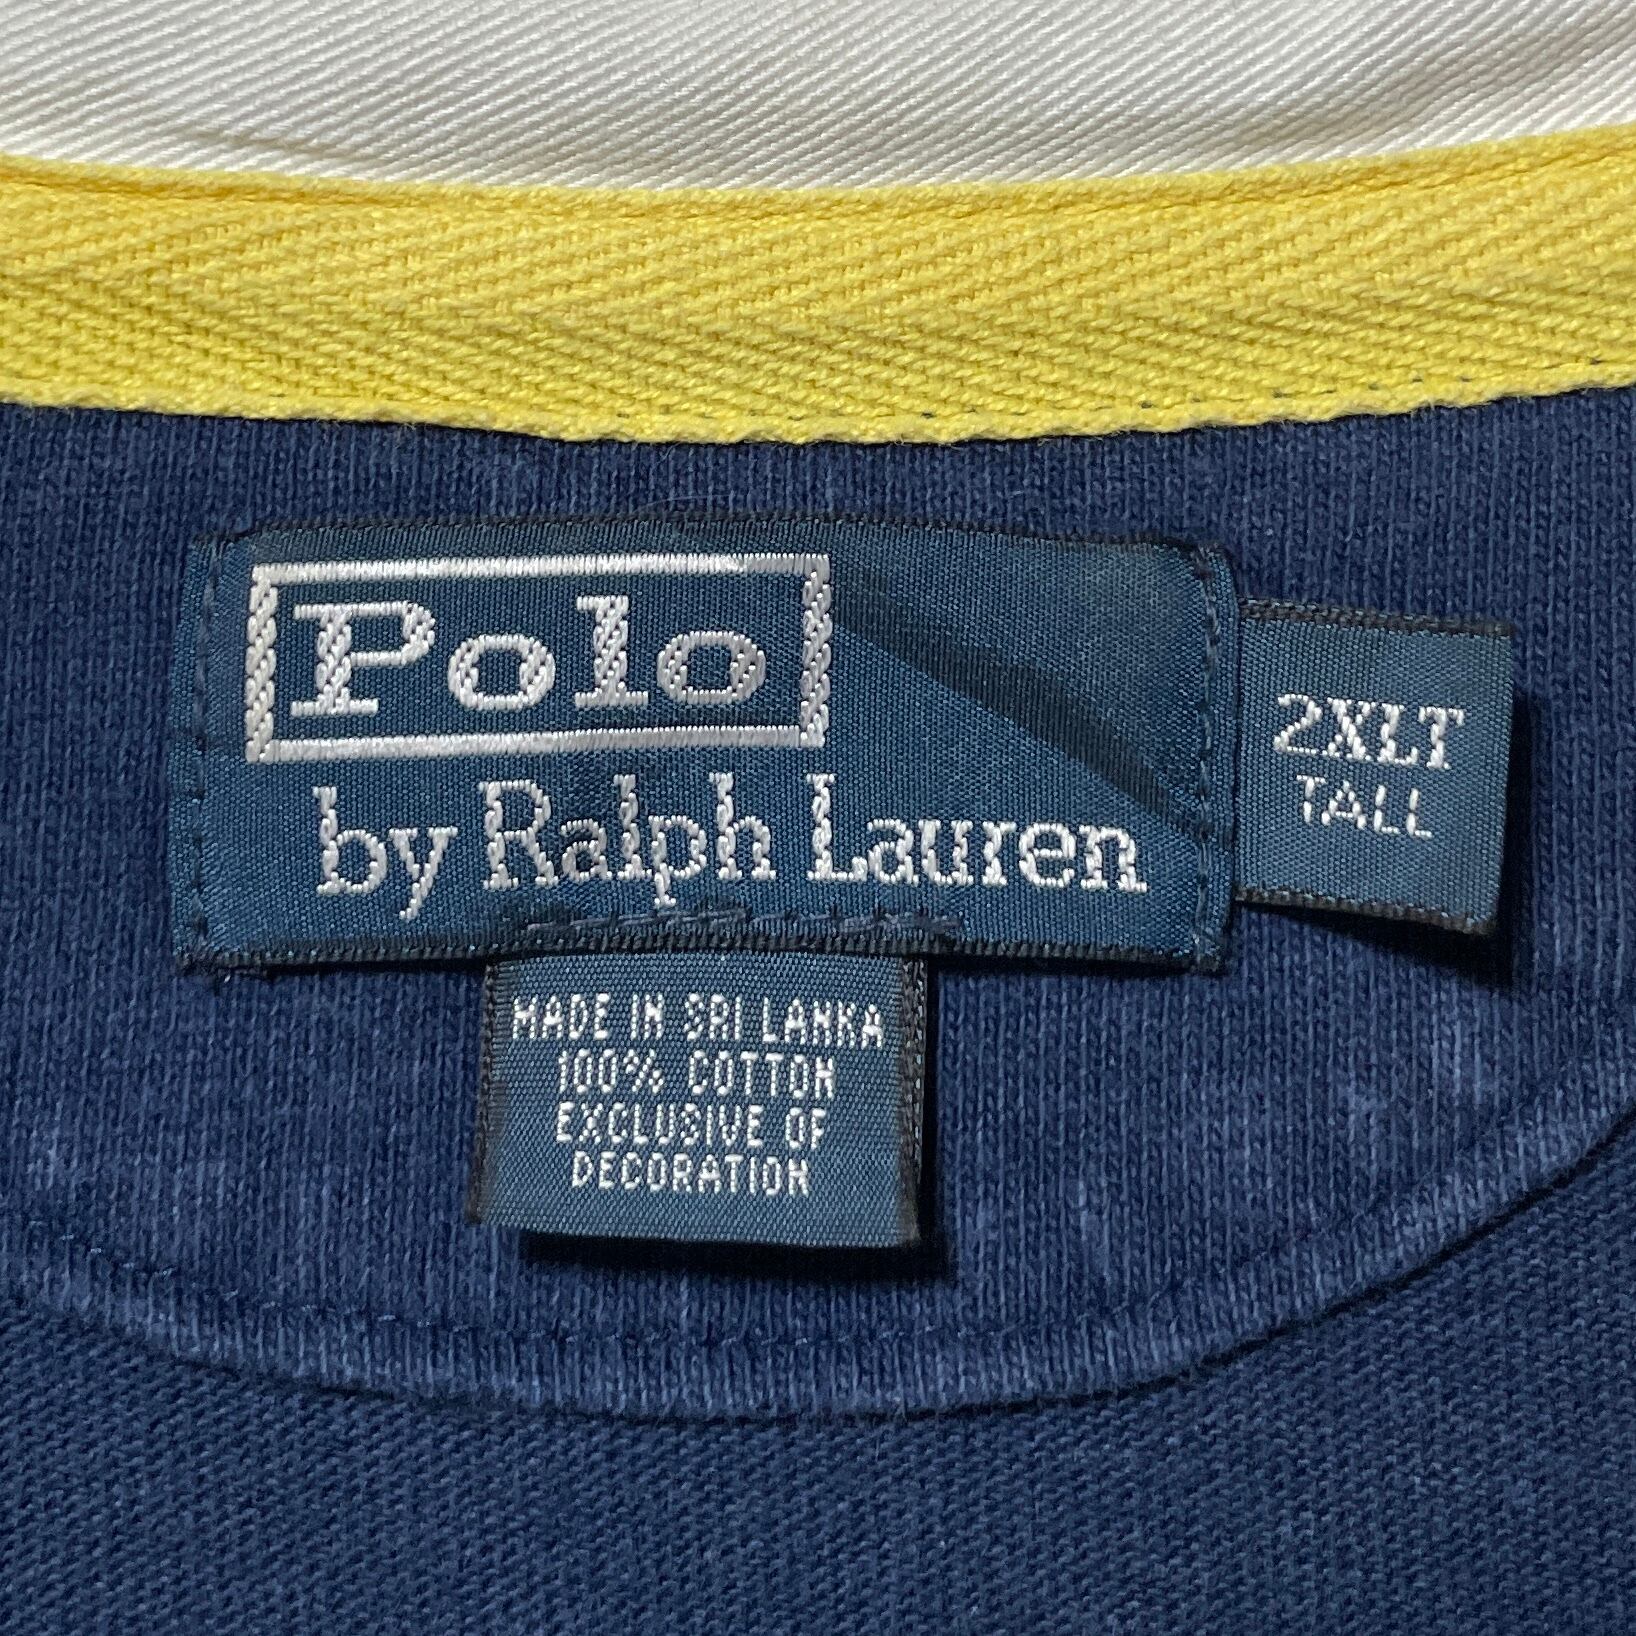 Polo
by Ralph Lauren
2XLT
TALL
MADE IN SRI LANKA
100% COTTON
EXCLUSIVE OF
DECORATION